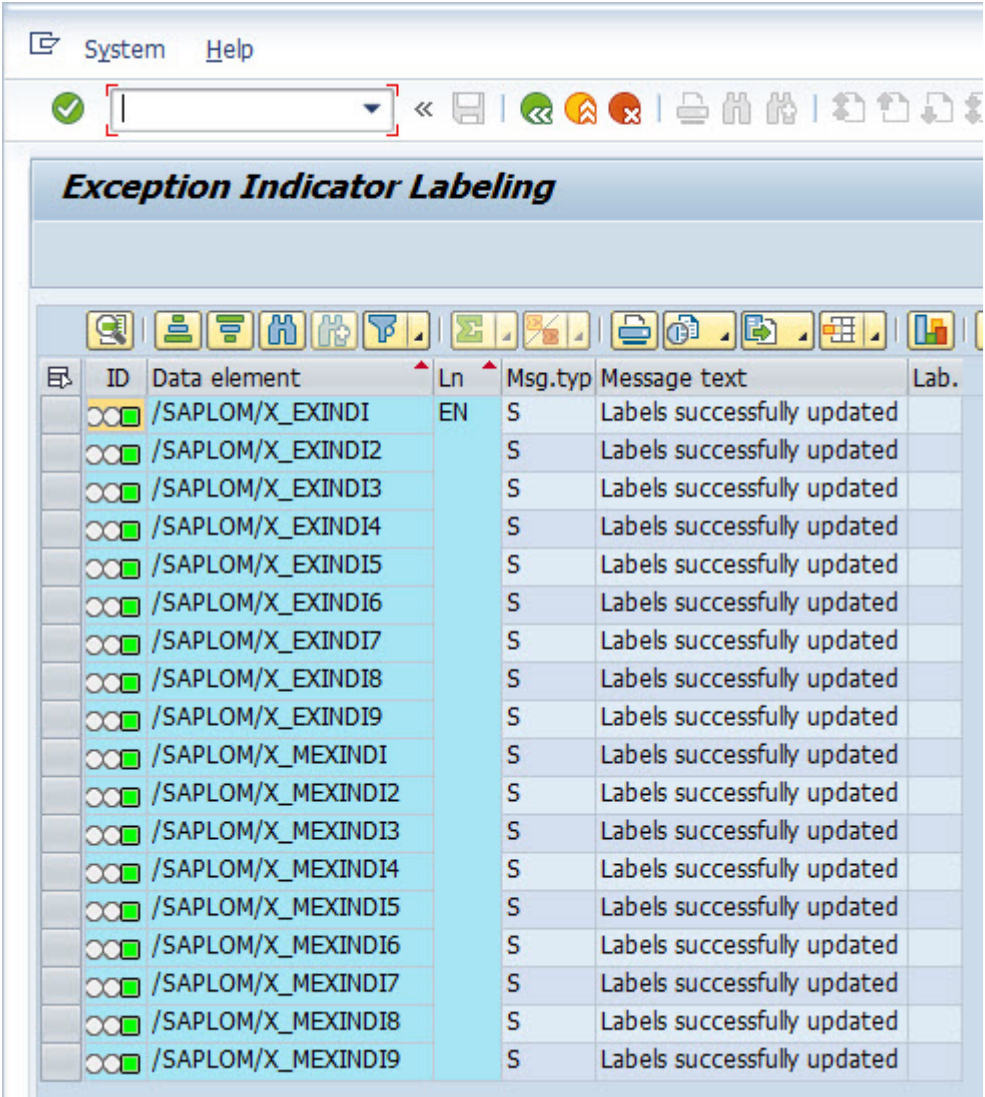 System Help
Exception Indicator Labeling
ID Data element Ln Msg.typ Message text Lab.
/SAPLOM/X_EXINDI EN S Labels successfully updated
/SAPLOM/X_EXINDI2 S Labels successfully updated
/SAPLOM/X_EXINDI3 S Labels successfully updated
/SAPLOM/X_EXINDI4 S Labels successfully updated
/SAPLOM/X_EXINDI5 S Labels successfully updated
/SAPLOM/X_EXINDI6 S Labels successfully updated
/SAPLOM/X_EXINDI7 S Labels successfully updated
/SAPLOM/X_EXINDI8 S Labels successfully updated
/SAPLOM/X_EXINDI9 S Labels successfully updated
/SAPLOM/X_MEXINDI S Labels successfully updated
/SAPLOM/X_MEXINDI2 S Labels successfully updated
/SAPLOM/X_MEXINDI3 S Labels successfully updated
/SAPLOM/X_MEXINDI4 S Labels successfully updated
/SAPLOM/X_MEXINDI5 S Labels successfully updated
/SAPLOM/X_MEXINDI6 S Labels successfully updated
/SAPLOM/X_MEXINDI7 S Labels successfully updated
/SAPLOM/X_MEXINDI8 S Labels successfully updated
/SAPLOM/X_MEXINDI9 S Labels successfully updated